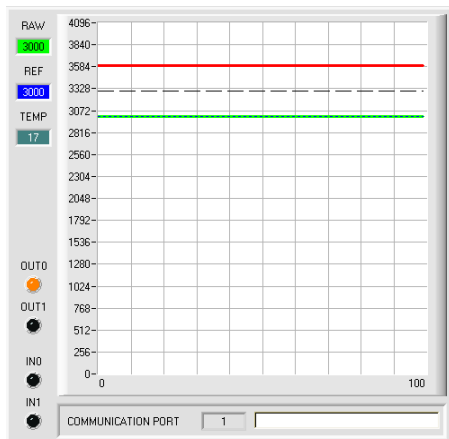 RAW
3000
REF
3000
TEMP
17
OUT0
OUT1
IN0
IN1
4096
3840
3584
3328
3072
2816
2560
2304
2048
1792
1536
1280
1024
768
512
256
0
0 100
COMMUNICATION PORT 1